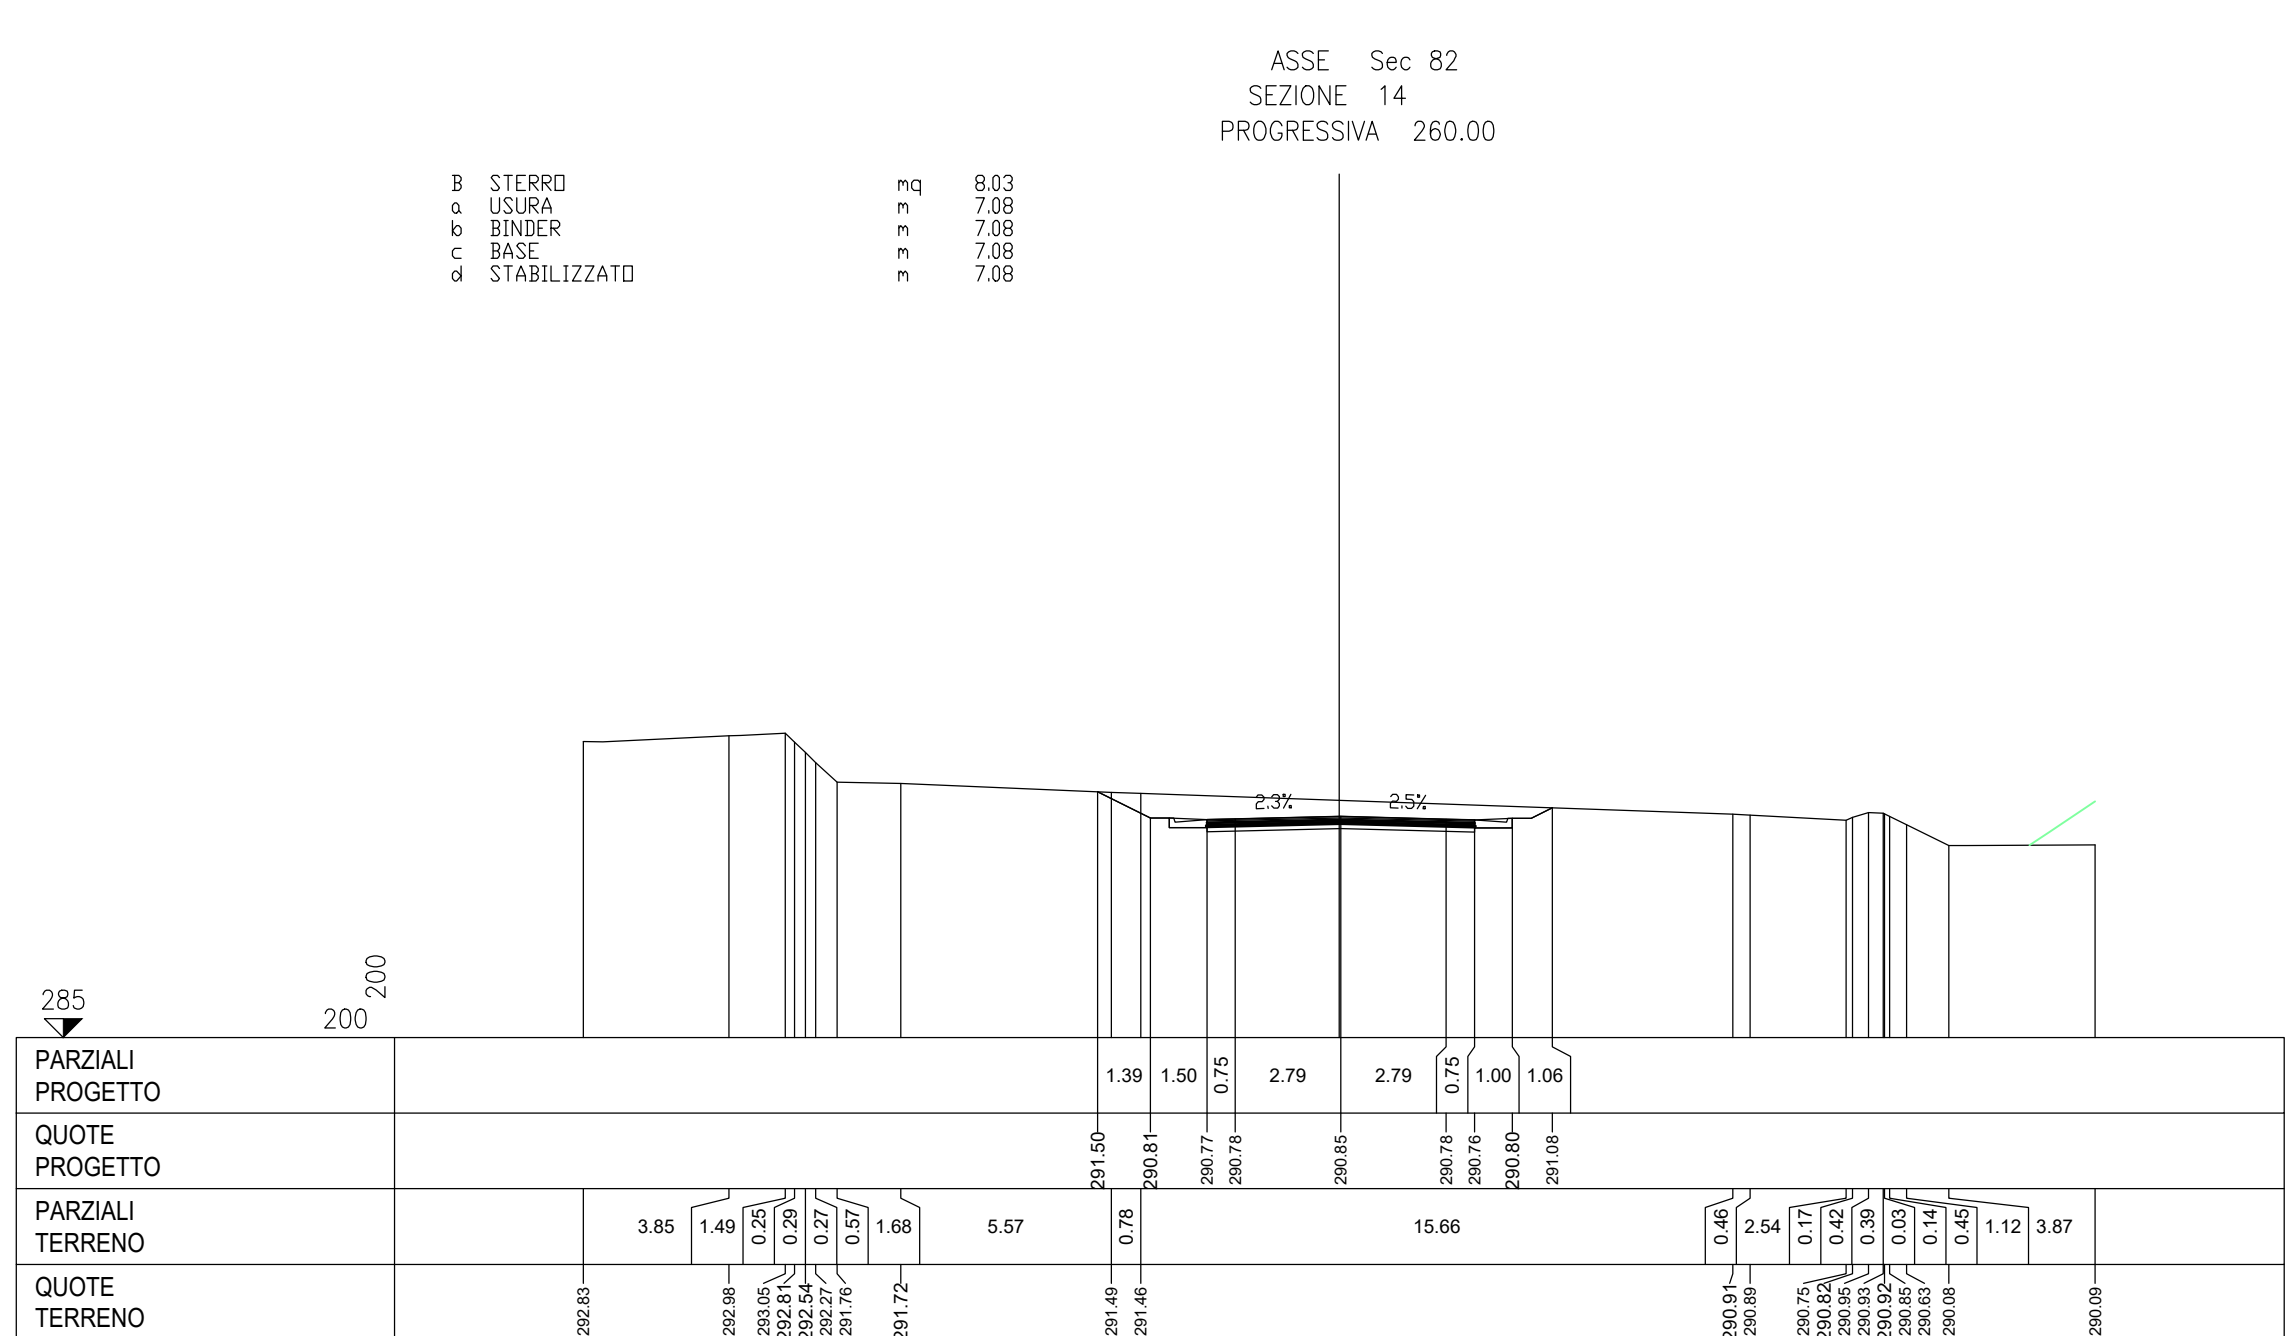 ASSE Sec 82
SEZIONE 14
PROGRESSIVA 260.00
B STERRO mq 8.03
a USURA m 7.08
b BINDER m 7.08
c BASE m 7.08
d STABILIZZATO m 7.08
2.3% 2.5%
200
285
200
PARZIALI
PROGETTO
1.39 1.50 0.75 2.79 2.79 0.75 1.00 1.06
QUOTE
PROGETTO
291.50 290.81 290.77 290.78 290.85 290.78 290.76 290.80 291.08
PARZIALI
TERRENO
3.85 1.49 0.25 0.29 0.27 0.57 1.68 5.57 0.78 15.66 0.46 2.54 0.17 0.42 0.39 0.03 0.14 0.45 1.12 3.87
QUOTE
TERRENO
292.83 292.98 293.05 292.81 292.54 292.27 291.76 291.72 291.49 291.46 290.91 290.89 290.75 290.82 290.95 290.93 290.92 290.85 290.63 290.08 290.09